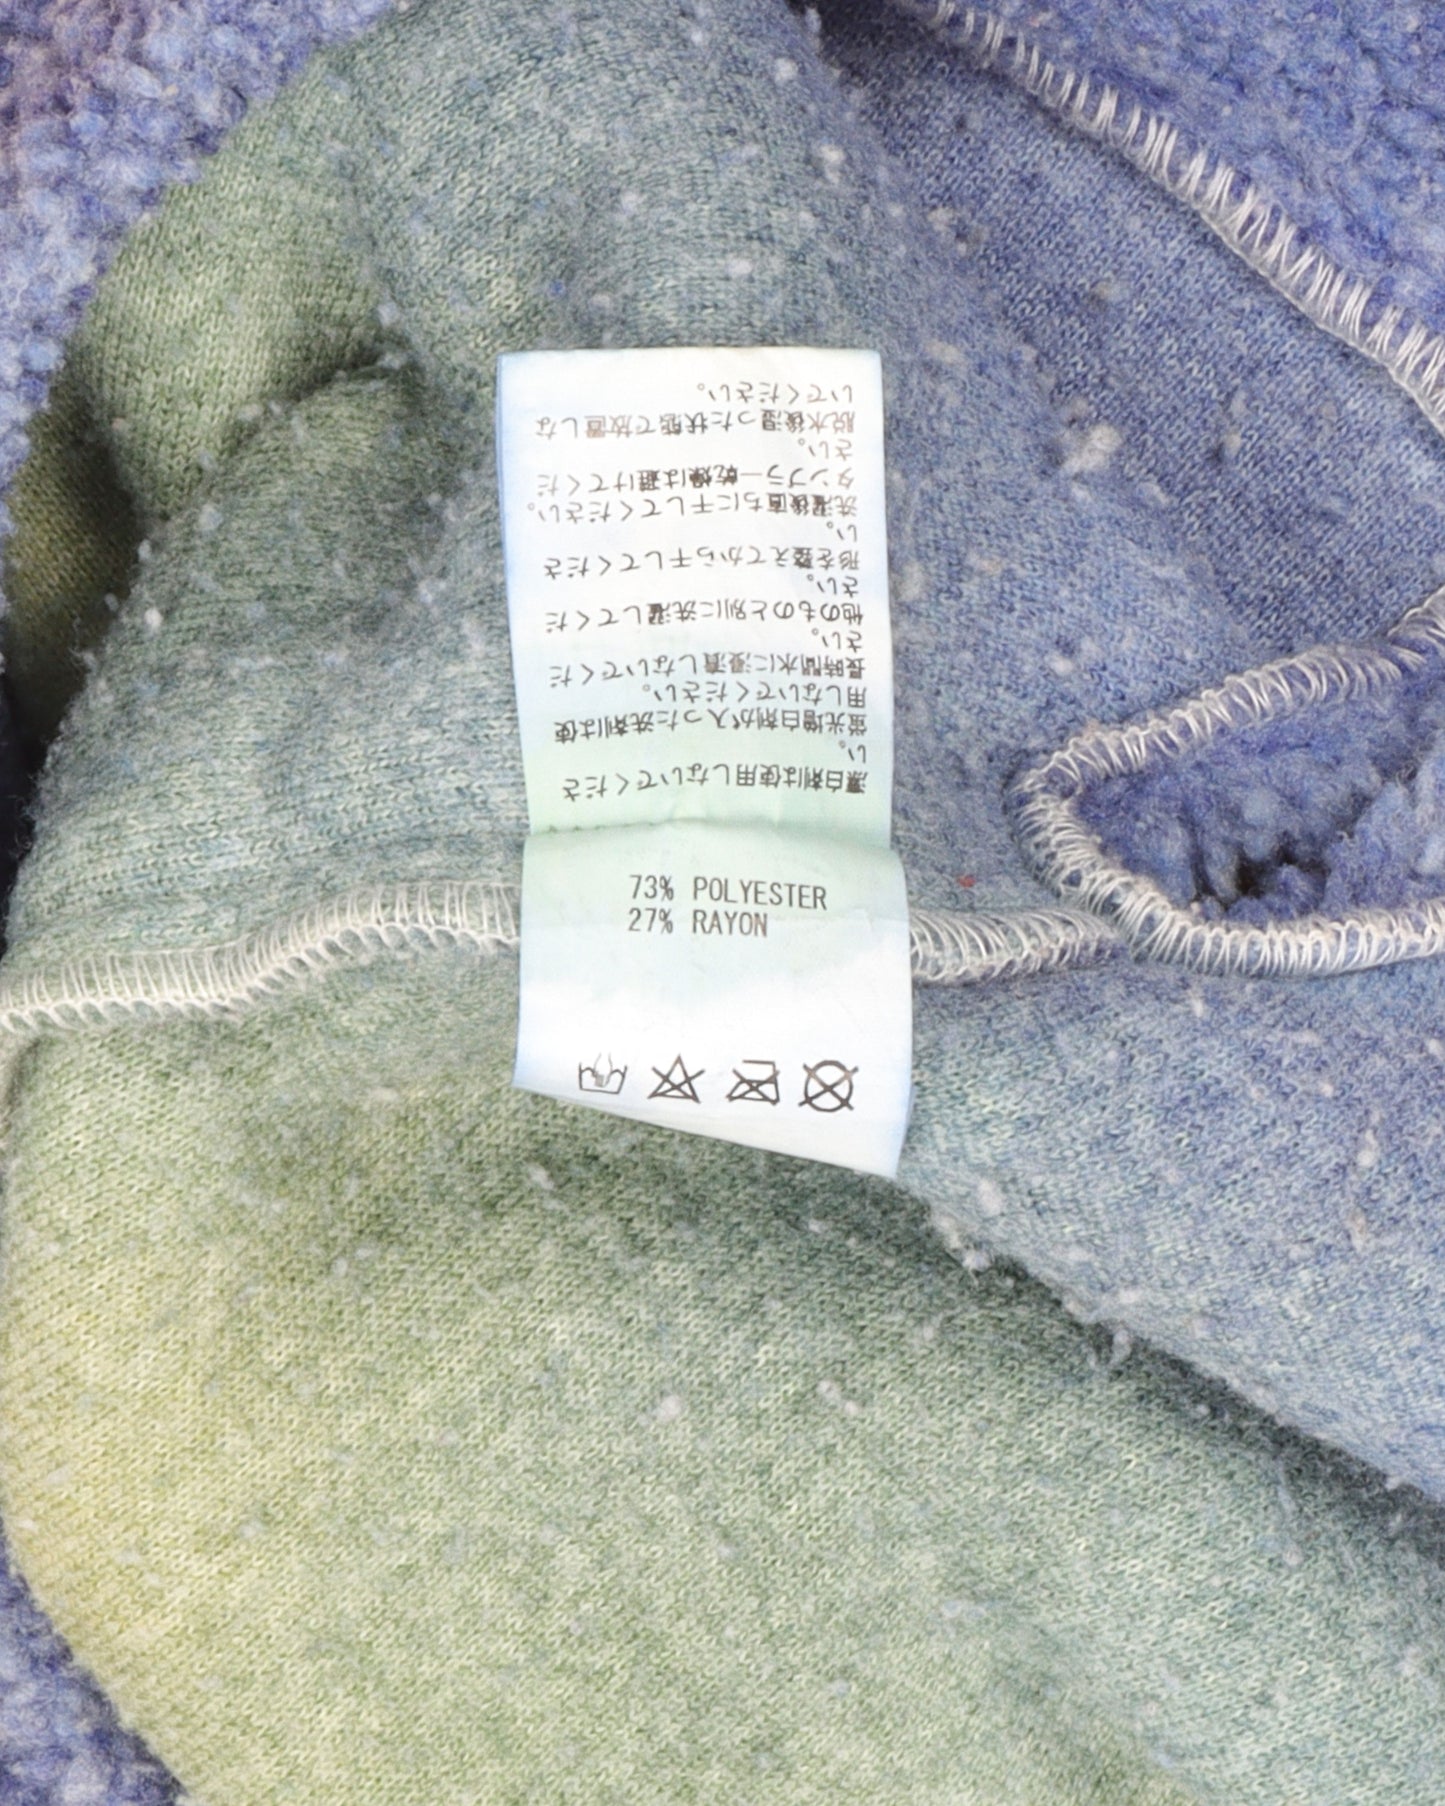 漂白剤は使用しないでくださ
い。
蛍光増白剤が入った洗剤は使
用しないでください。
長時間水に浸漬しないでくだ
さい。
他のものと別に洗濯してくだ
さい。
形を整えてから干してくださ
い。
洗濯後直ちに干してください。
タンブラー乾燥は避けてくだ
さい。
脱水後湿った状態で放置しな
いでください。
73% POLYESTER
27% RAYON